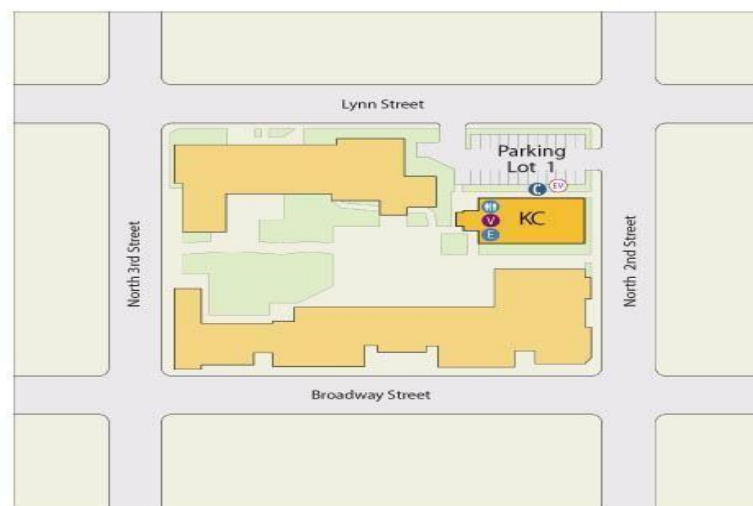 Lynn Street
Parking
Lot 1
C
EV
V
KC
E
North 3rd Street
North 2nd Street
Broadway Street